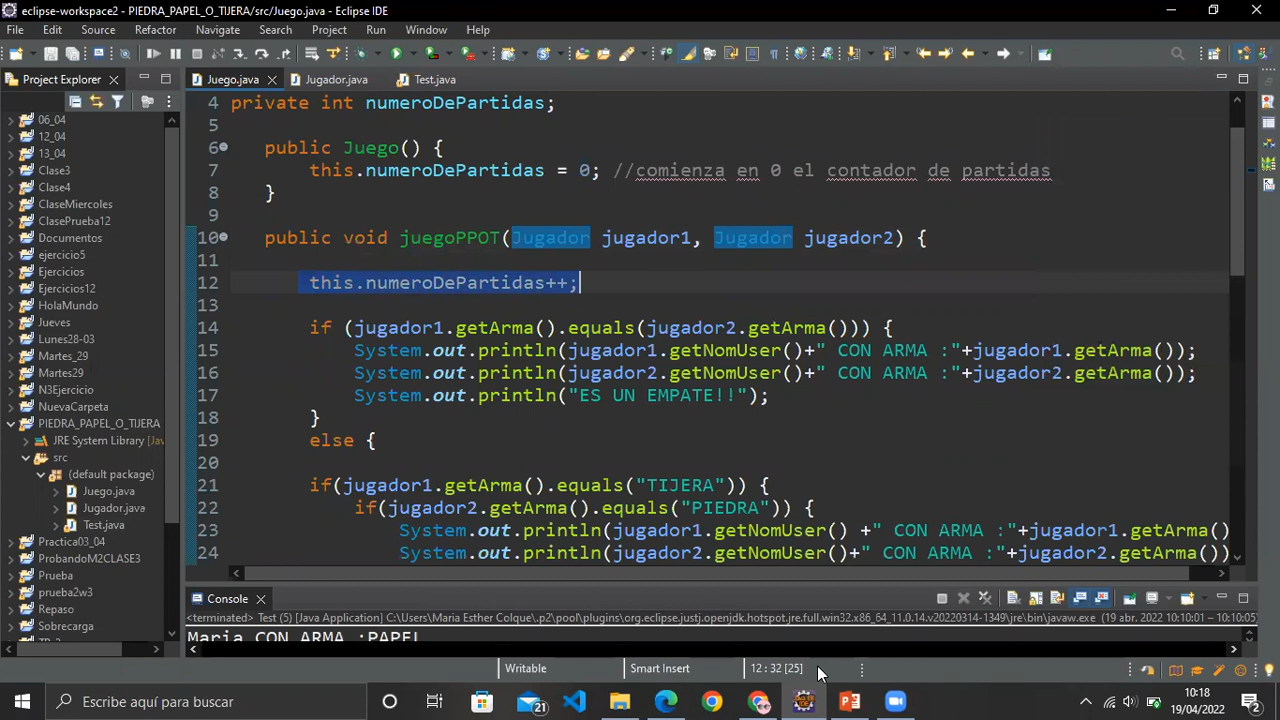 eclipse-workspace2 - PIEDRA_PAPEL_O_TIJERA/src/Juego.java - Eclipse IDE
File Edit Source Refactor Navigate Search Project Run Window Help
Project Explorer
Juego.java Jugador.java Test.java
06_04
12_04
13_04
Clase3
Clase4
ClaseMiercoles
ClasePrueba12
Documentos
ejercicio5
Ejercicios
Ejercicios12
HolaMundo
Jueves
Lunes28-03
Martes_29
Martes29
N3Ejercicio
NuevaCarpeta
PIEDRA_PAPEL_O_TIJERA
JRE System Library [Jav
src
(default package)
Juego.java
Jugador.java
Test.java
Practica03_04
ProbandoM2CLASE3
Prueba
prueba2w3
Repaso
Sobrecarga
4 private int numeroDePartidas;
5
6 public Juego() {
7 this.numeroDePartidas = 0; //comienza en 0 el contador de partidas
8 }
9
10 public void juegoPPOT(Jugador jugador1, Jugador jugador2) {
11
12 this.numeroDePartidas++;
13
14 if (jugador1.getArma().equals(jugador2.getArma())) {
15 System.out.println(jugador1.getNomUser()+" CON ARMA :"+jugador1.getArma());
16 System.out.println(jugador2.getNomUser()+" CON ARMA :"+jugador2.getArma());
17 System.out.println("ES UN EMPATE!!");
18 }
19 else {
20
21 if(jugador1.getArma().equals("TIJERA")) {
22 if(jugador2.getArma().equals("PIEDRA")) {
23 System.out.println(jugador1.getNomUser() +" CON ARMA :"+jugador1.getArma()
24 System.out.println(jugador2.getNomUser()+" CON ARMA :"+jugador2.getArma())
Console
<terminated> Test (5) [Java Application] C:\Users\Maria Esther Colque\.p2\pool\plugins\org.eclipse.justj.openjdk.hotspot.jre.full.win32.x86_64_11.0.14.v20220314-1349\jre\bin\javaw.exe (19 abr. 2022 10:10:01 – 10:10:05)
Maria CON ARMA :PAPEL
Writable Smart Insert 12 : 32 [25]
Escribe aquí para buscar
21
10:18
19/04/2022
2